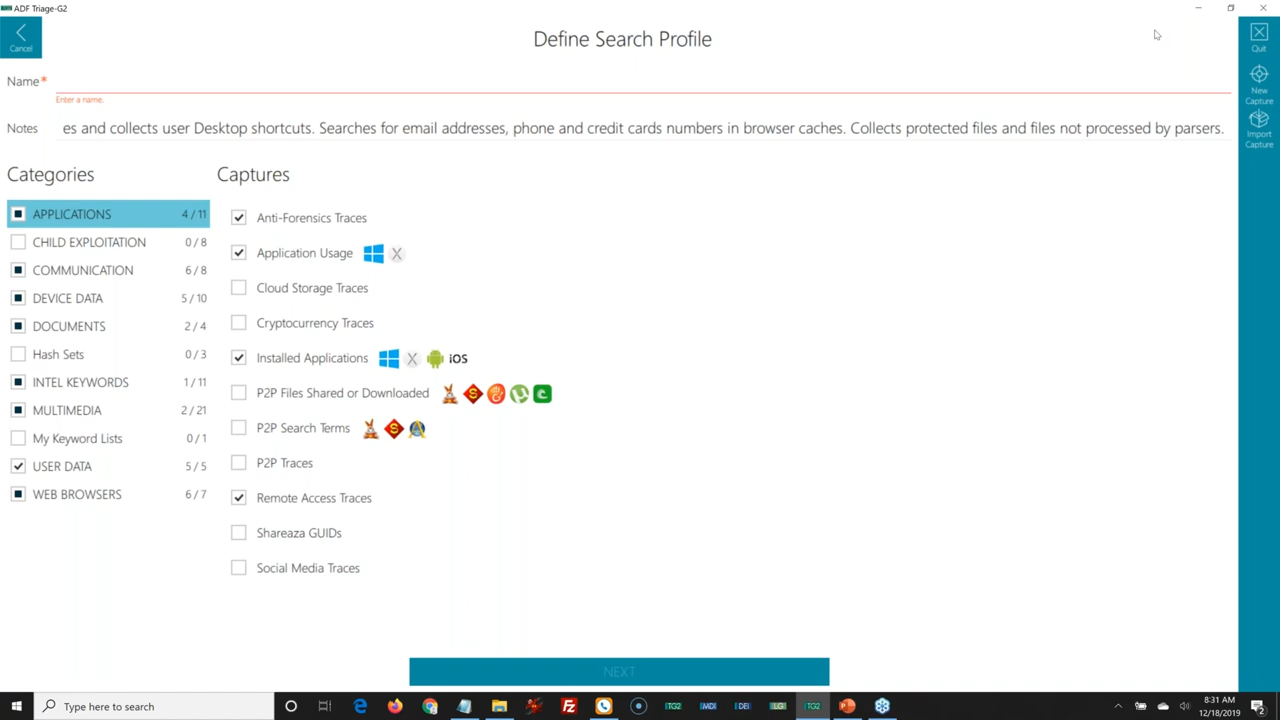 ADF Triage-G2
Cancel
Define Search Profile
Quit
New
Capture
Import
Capture
Name*
Enter a name.
Notes es and collects user Desktop shortcuts. Searches for email addresses, phone and credit cards numbers in browser caches. Collects protected files and files not processed by parsers.
Categories
APPLICATIONS 4 / 11
CHILD EXPLOITATION 0 / 8
COMMUNICATION 6 / 8
DEVICE DATA 5 / 10
DOCUMENTS 2 / 4
Hash Sets 0 / 3
INTEL KEYWORDS 1 / 11
MULTIMEDIA 2 / 21
My Keyword Lists 0 / 1
USER DATA 5 / 5
WEB BROWSERS 6 / 7
Captures
Anti-Forensics Traces
Application Usage X
Cloud Storage Traces
Cryptocurrency Traces
Installed Applications X iOS
P2P Files Shared or Downloaded
P2P Search Terms
P2P Traces
Remote Access Traces
Shareaza GUIDs
Social Media Traces
NEXT
Type here to search
TG2 MDI DEI LG TG2
8:31 AM
12/18/2019
2